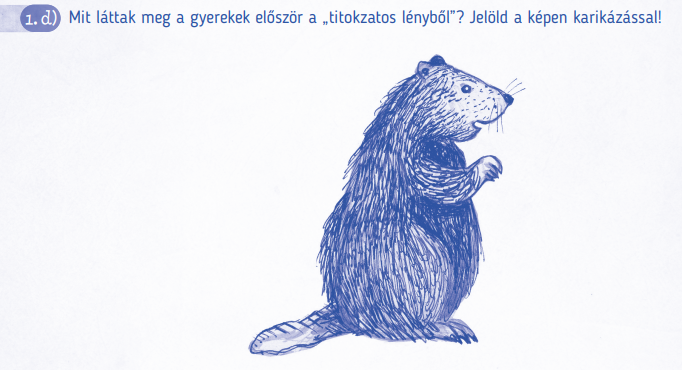 1. d) Mit láttak meg a gyerekek először a „titokzatos lényből”? Jelöld a képen karikázással!